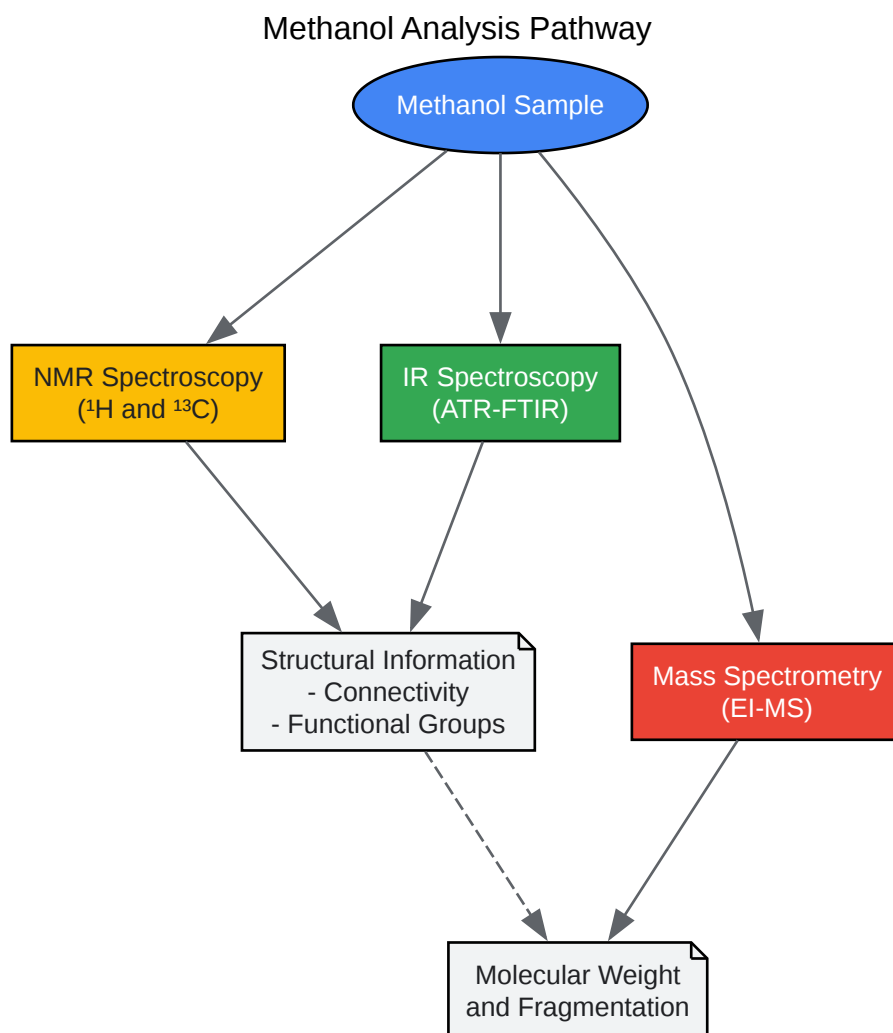 Methanol Analysis Pathway
Methanol Sample
NMR Spectroscopy
(¹H and ¹³C)
IR Spectroscopy
(ATR-FTIR)
Structural Information
- Connectivity
- Functional Groups
Mass Spectrometry
(EI-MS)
Molecular Weight
and Fragmentation